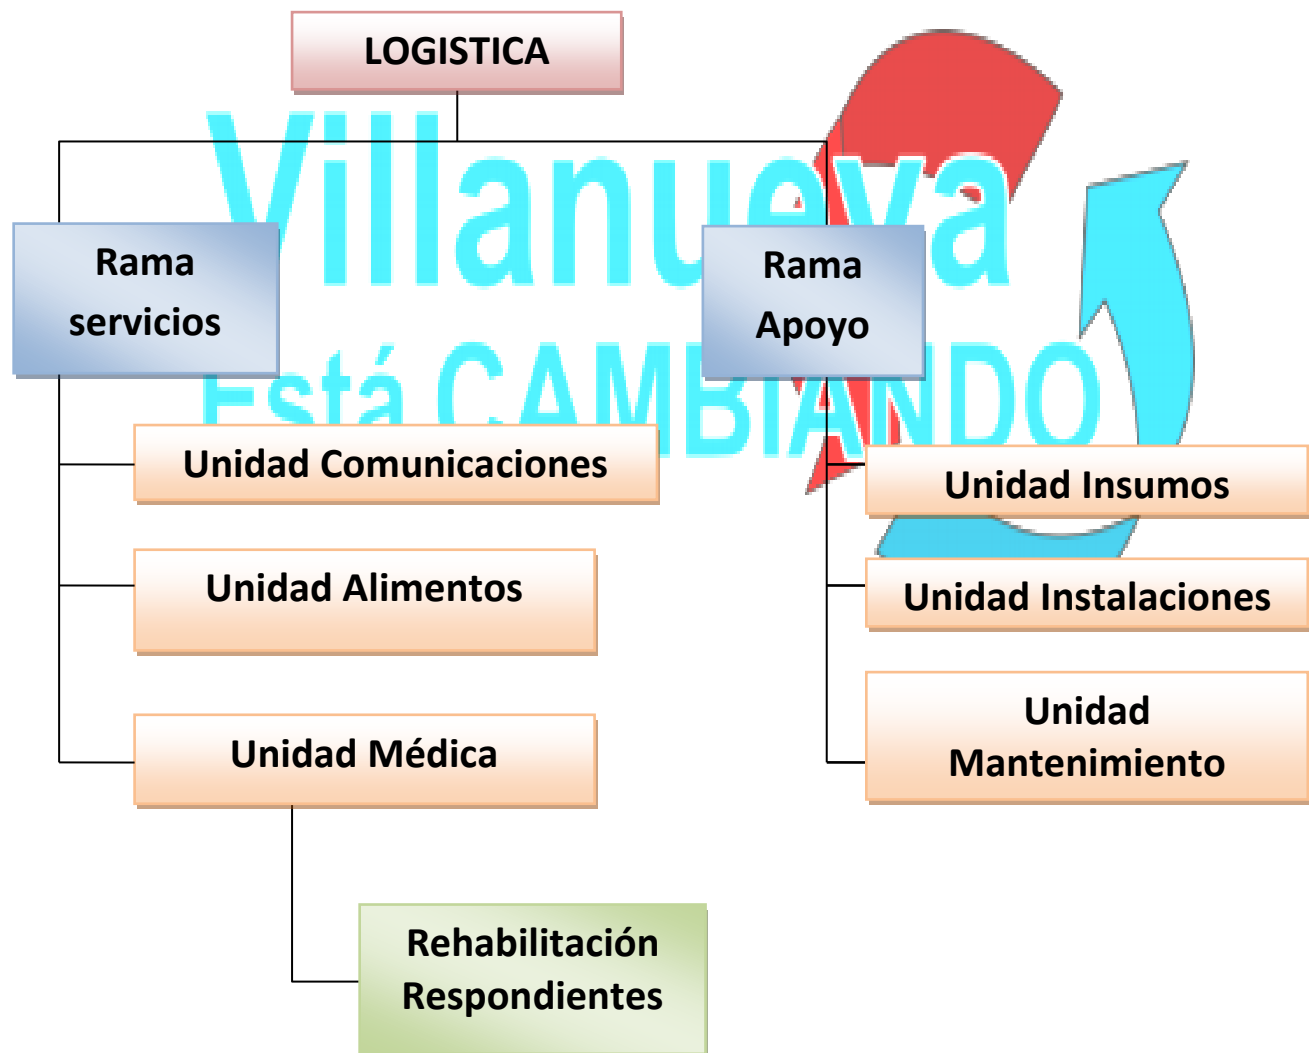 LOGISTICA
Villanueva
Está CAMBIANDO
Rama
servicios
Rama
Apoyo
Unidad Comunicaciones
Unidad Alimentos
Unidad Médica
Rehabilitación
Respondientes
Unidad Insumos
Unidad Instalaciones
Unidad
Mantenimiento